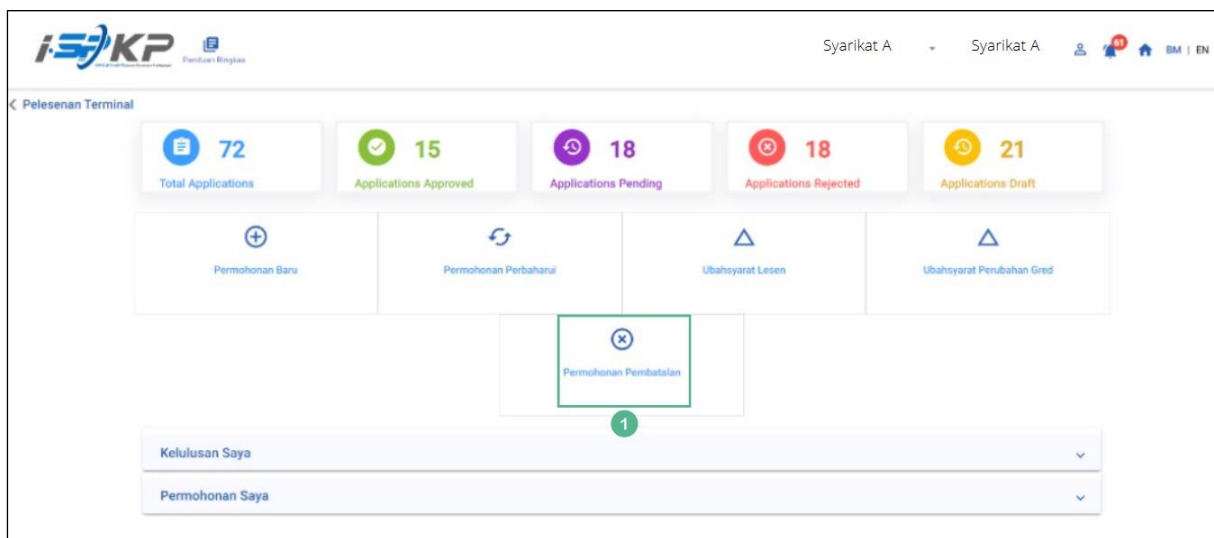 i-SPKP
Panduan Ringkas
Syarikat A - Syarikat A 61 BM | EN
Pelesenan Terminal
72 15 18 18 21
Total Applications Applications Approved Applications Pending Applications Rejected Applications Draft
Permohonan Baru Permohonan Perbaharui Ubahsyarat Lesen Ubahsyarat Perubahan Gred
Permohonan Pembatalan
1
Kelulusan Saya
Permohonan Saya